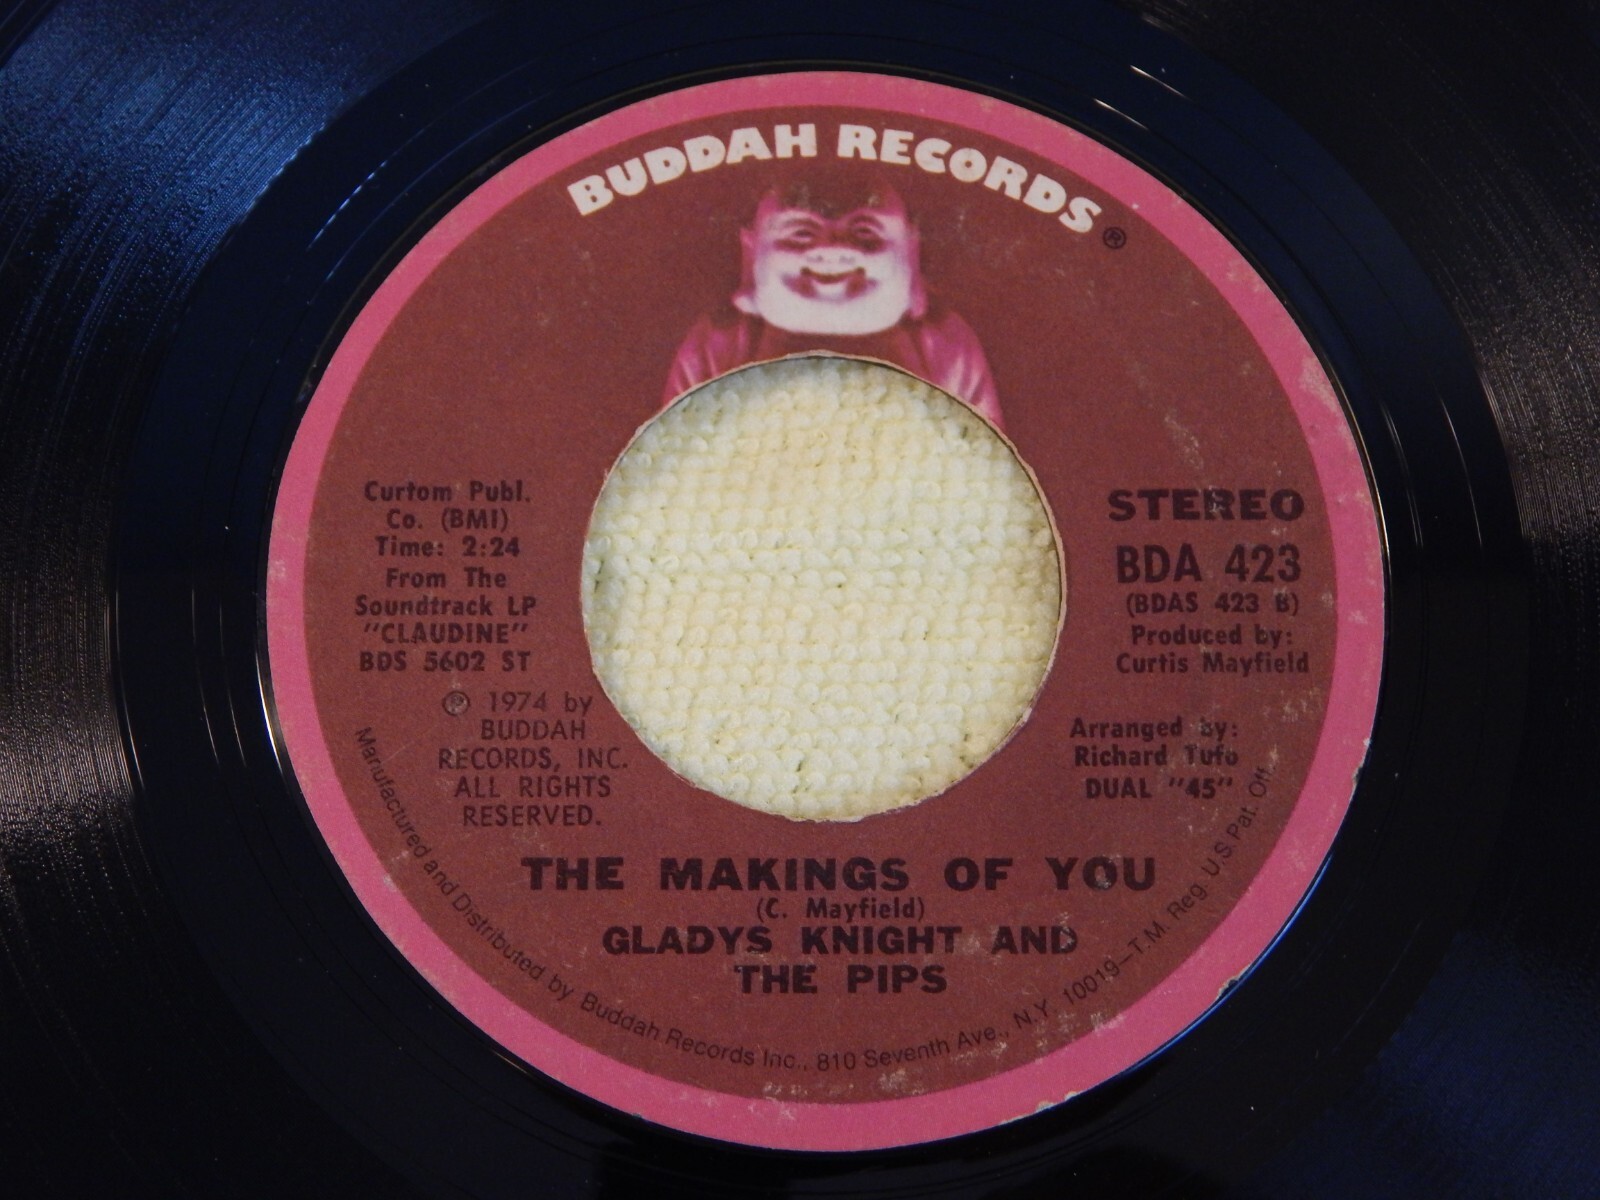 BUDDAH RECORDS ®
Curtom Publ.
Co. (BMI)
Time: 2:24
From The
Soundtrack LP
"CLAUDINE"
BDS 5602 ST
℗ 1974 by
BUDDAH
RECORDS, INC.
ALL RIGHTS
RESERVED.
STEREO
BDA 423
(BDAS 423 B)
Produced by:
Curtis Mayfield
Arranged by:
Richard Tufo
DUAL "45"
THE MAKINGS OF YOU
(C. Mayfield)
GLADYS KNIGHT AND
THE PIPS
Manufactured and Distributed by Buddah Records Inc., 810 Seventh Ave., N.Y. 10019—T.M. Reg. U.S. Pat. Off.